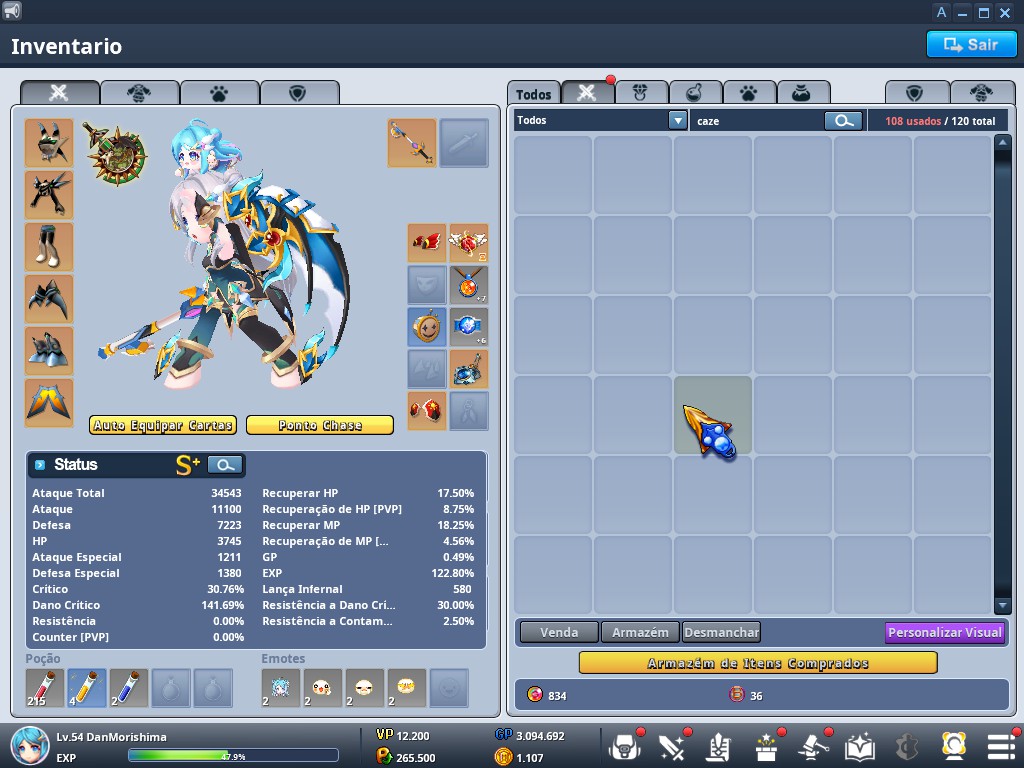 A
Inventario
Sair
Todos
Todos
caze
108 usados / 120 total
+7
+6
Auto Equipar Cartas
Ponto Chase
Status
S+
Ataque Total 34543
Ataque 11100
Defesa 7223
HP 3745
Ataque Especial 1211
Defesa Especial 1380
Crítico 30.76%
Dano Crítico 141.69%
Resistência 0.00%
Counter [PVP] 0.00%
Recuperar HP 17.50%
Recuperação de HP [PVP] 8.75%
Recuperar MP 18.25%
Recuperação de MP [... 4.56%
GP 0.49%
EXP 122.80%
Lança Infernal 580
Resistência a Dano Crí... 30.00%
Resistência a Contam... 2.50%
Poção
215 4 2
Emotes
2 2 2 2
Venda
Armazém
Desmanchar
Personalizar Visual
Armazém de Itens Comprados
834
36
Lv.54 DanMorishima
EXP
VP 12.200
GP 3.094.692
265.500
1.107